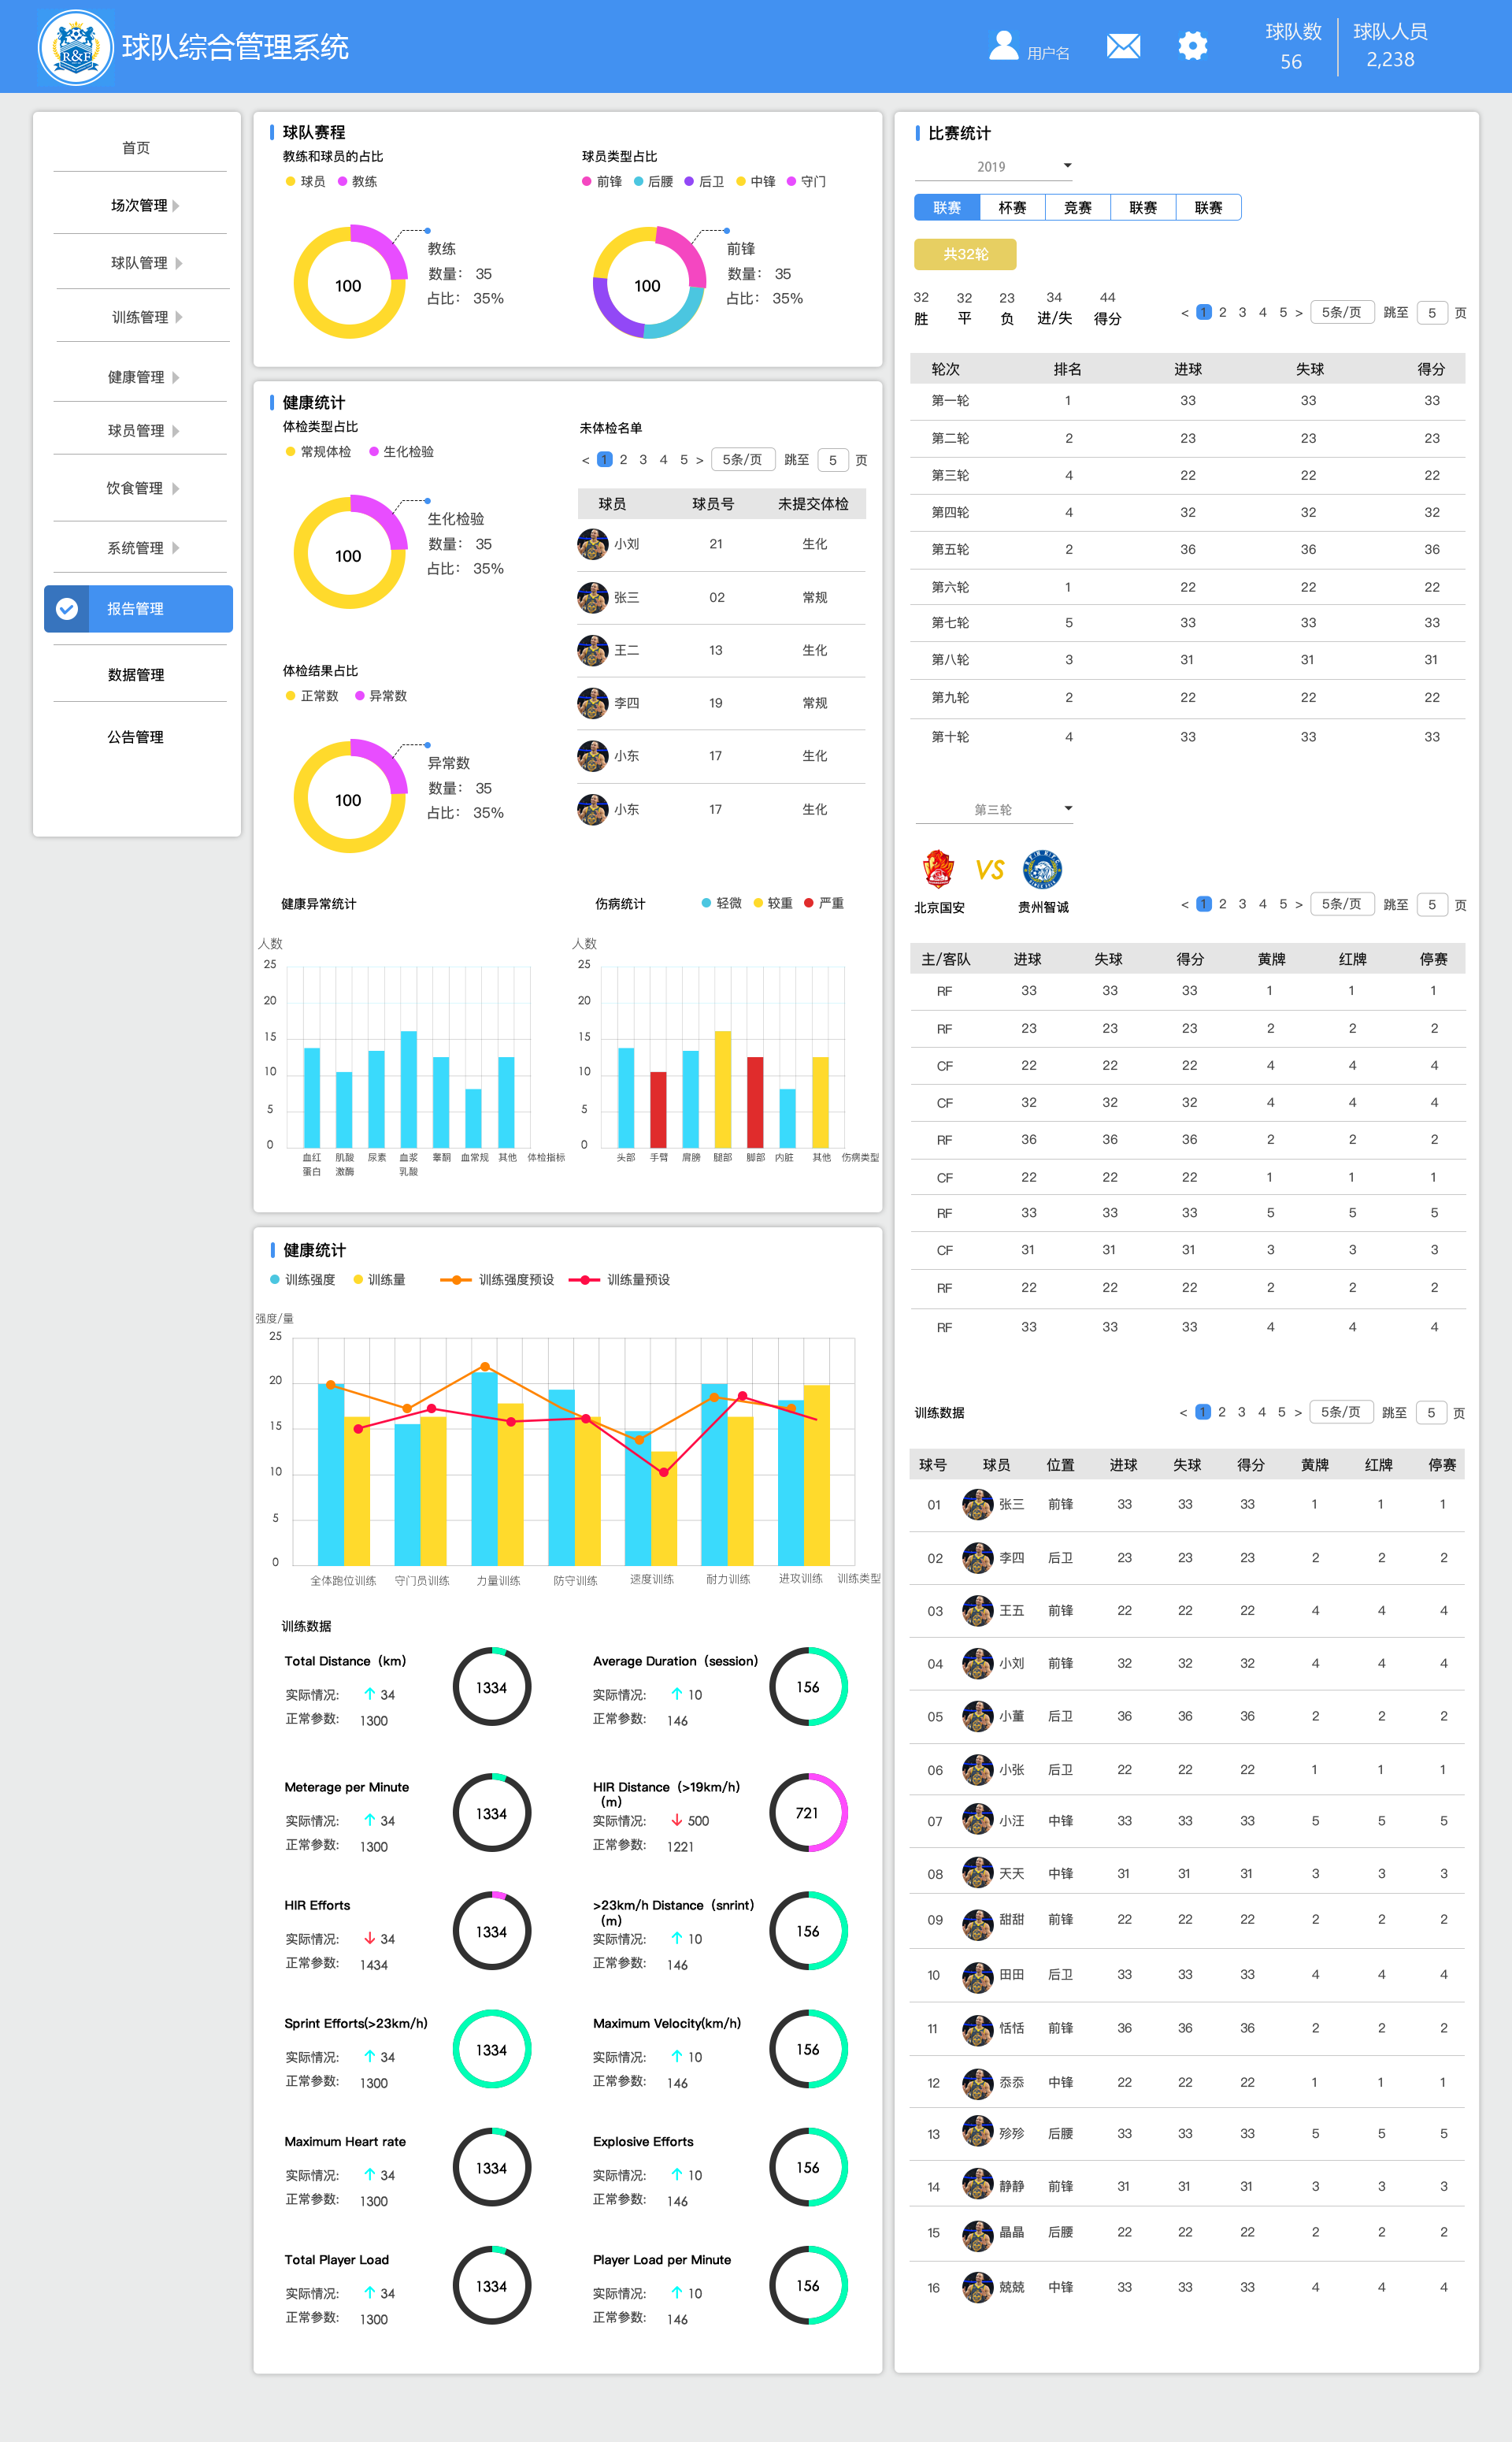 R&F
球队综合管理系统
用户名
球队数
56
球队人员
2,238
首页
场次管理
球队管理
训练管理
健康管理
球员管理
饮食管理
系统管理
报告管理
数据管理
公告管理
球队赛程
教练和球员的占比
球员 教练
100
教练
数量： 35
占比： 35%
球员类型占比
前锋 后腰 后卫 中锋 守门
100
前锋
数量： 35
占比： 35%
健康统计
体检类型占比
常规体检 生化检验
100
生化检验
数量： 35
占比： 35%
体检结果占比
正常数 异常数
100
异常数
数量： 35
占比： 35%
未体检名单
< 1 2 3 4 5 > 5条/页 跳至 5 页
球员 球员号 未提交体检
小刘 21 生化
张三 02 常规
王二 13 生化
李四 19 常规
小东 17 生化
小东 17 生化
健康异常统计
人数
25
20
15
10
5
0
血红蛋白 肌酸激酶 尿素 血浆乳酸 睾酮 血常规 其他 体检指标
伤病统计
轻微 较重 严重
人数
25
20
15
10
5
0
头部 手臂 肩膀 腿部 脚部 内脏 其他 伤病类型
健康统计
训练强度 训练量 训练强度预设 训练量预设
强度/量
25
20
15
10
5
0
全体跑位训练 守门员训练 力量训练 防守训练 速度训练 耐力训练 进攻训练 训练类型
训练数据
Total Distance（km）
实际情况: 34
正常参数: 1300
1334
Average Duration（session）
实际情况: 10
正常参数: 146
156
Meterage per Minute
实际情况: 34
正常参数: 1300
1334
HIR Distance（>19km/h）
（m）
实际情况: 500
正常参数: 1221
721
HIR Efforts
实际情况: 34
正常参数: 1434
1334
>23km/h Distance（snrint）
（m）
实际情况: 10
正常参数: 146
156
Sprint Efforts(>23km/h)
实际情况: 34
正常参数: 1300
1334
Maximum Velocity(km/h)
实际情况: 10
正常参数: 146
156
Maximum Heart rate
实际情况: 34
正常参数: 1300
1334
Explosive Efforts
实际情况: 10
正常参数: 146
156
Total Player Load
实际情况: 34
正常参数: 1300
1334
Player Load per Minute
实际情况: 10
正常参数: 146
156
比赛统计
2019
联赛 杯赛 竞赛 联赛 联赛
共32轮
32 32 23 34 44
胜 平 负 进/失 得分
< 1 2 3 4 5 > 5条/页 跳至 5 页
轮次 排名 进球 失球 得分
第一轮 1 33 33 33
第二轮 2 23 23 23
第三轮 4 22 22 22
第四轮 4 32 32 32
第五轮 2 36 36 36
第六轮 1 22 22 22
第七轮 5 33 33 33
第八轮 3 31 31 31
第九轮 2 22 22 22
第十轮 4 33 33 33
第三轮
VS
北京国安 贵州智诚
< 1 2 3 4 5 > 5条/页 跳至 5 页
主/客队 进球 失球 得分 黄牌 红牌 停赛
RF 33 33 33 1 1 1
RF 23 23 23 2 2 2
CF 22 22 22 4 4 4
CF 32 32 32 4 4 4
RF 36 36 36 2 2 2
CF 22 22 22 1 1 1
RF 33 33 33 5 5 5
CF 31 31 31 3 3 3
RF 22 22 22 2 2 2
RF 33 33 33 4 4 4
训练数据
< 1 2 3 4 5 > 5条/页 跳至 5 页
球号 球员 位置 进球 失球 得分 黄牌 红牌 停赛
01 张三 前锋 33 33 33 1 1 1
02 李四 后卫 23 23 23 2 2 2
03 王五 前锋 22 22 22 4 4 4
04 小刘 前锋 32 32 32 4 4 4
05 小董 后卫 36 36 36 2 2 2
06 小张 后卫 22 22 22 1 1 1
07 小汪 中锋 33 33 33 5 5 5
08 天天 中锋 31 31 31 3 3 3
09 甜甜 前锋 22 22 22 2 2 2
10 田田 后卫 33 33 33 4 4 4
11 恬恬 前锋 36 36 36 2 2 2
12 忝忝 中锋 22 22 22 1 1 1
13 后腰 33 33 33 5 5 5
14 静静 前锋 31 31 31 3 3 3
15 晶晶 后腰 22 22 22 2 2 2
16 兢兢 中锋 33 33 33 4 4 4